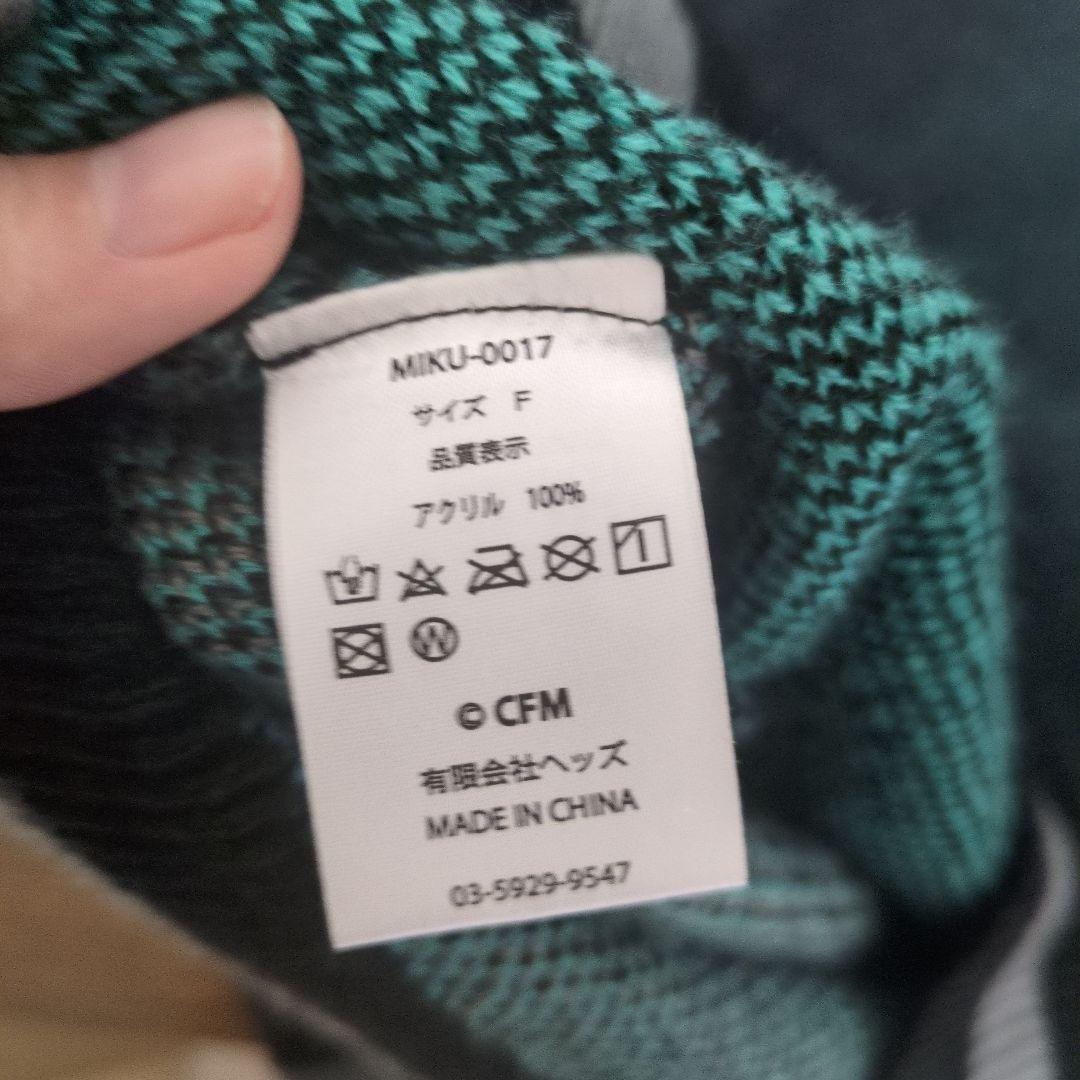 MIKU-0017
サイズ F
品質表示
アクリル 100%
W
© CFM
有限会社ヘッズ
MADE IN CHINA
03-5929-9547